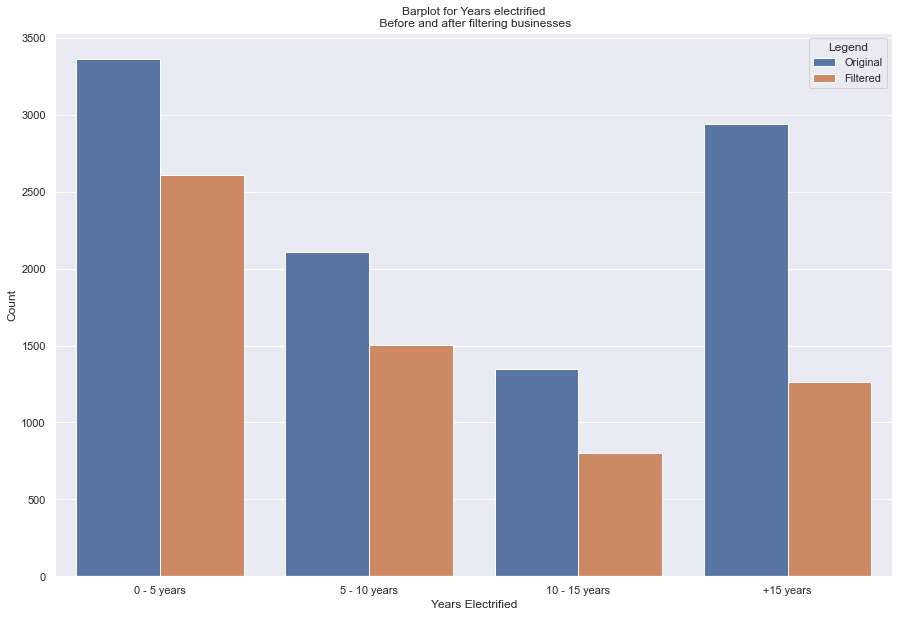 Barplot for Years electrified
Before and after filtering businesses
Legend
Original
Filtered
Count
3500
3000
2500
2000
1500
1000
500
0
0 - 5 years
5 - 10 years
10 - 15 years
+15 years
Years Electrified